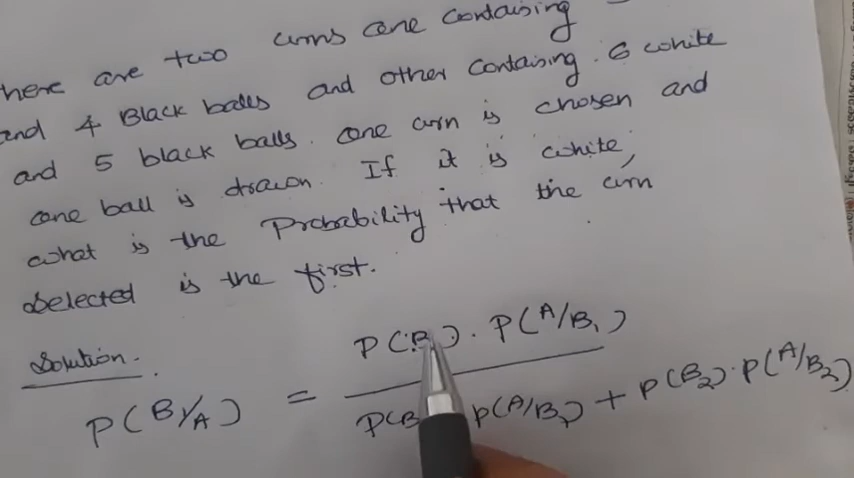 here are two urns one containing
and 4 Black balls and other containing 6 white
and 5 black balls. one urn is chosen and
one ball is drawn. If it is white,
what is the Probability that the urn
selected is the first.
Solution.
P(B₁) . P(A/B₁)
P(B/A) =
P(B P(A/B₁) + P(B₂) . P(A/B₂)